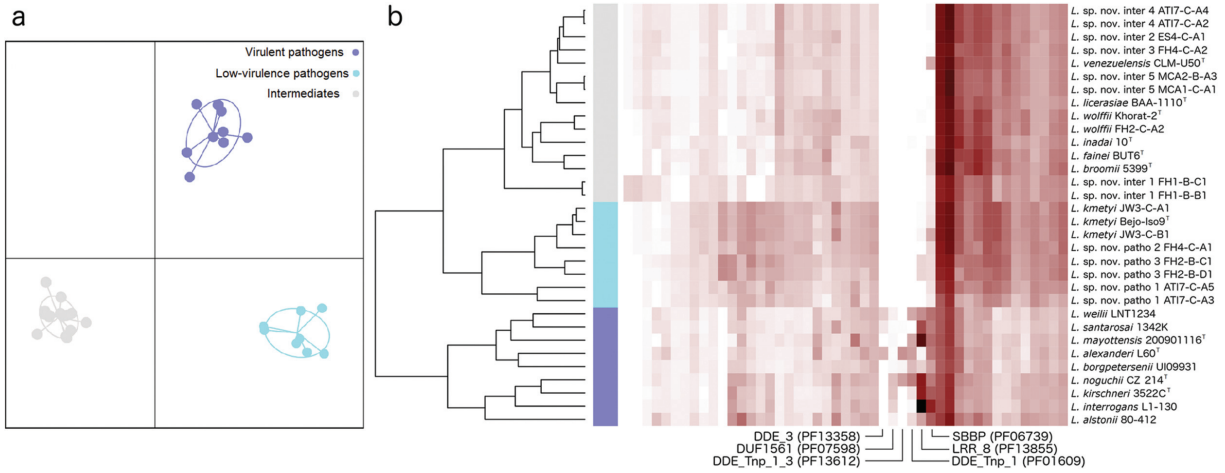 a
b
Virulent pathogens
Low-virulence pathogens
Intermediates
L. sp. nov. inter 4 ATI7-C-A4
L. sp. nov. inter 4 ATI7-C-A2
L. sp. nov. inter 2 ES4-C-A1
L. sp. nov. inter 3 FH4-C-A2
L. venezuelensis CLM-U50ᵀ
L. sp. nov. inter 5 MCA2-B-A3
L. sp. nov. inter 5 MCA1-C-A1
L. licerasiae BAA-1110ᵀ
L. wolffii Khorat-2ᵀ
L. wolffii FH2-C-A2
L. inadai 10ᵀ
L. fainei BUT6ᵀ
L. broomii 5399ᵀ
L. sp. nov. inter 1 FH1-B-C1
L. sp. nov. inter 1 FH1-B-B1
L. kmetyi JW3-C-A1
L. kmetyi Bejo-Iso9ᵀ
L. kmetyi JW3-C-B1
L. sp. nov. patho 2 FH4-C-A1
L. sp. nov. patho 3 FH2-B-C1
L. sp. nov. patho 3 FH2-B-D1
L. sp. nov. patho 1 ATI7-C-A5
L. sp. nov. patho 1 ATI7-C-A3
L. weilii LNT1234
L. santarosai 1342K
L. mayottensis 200901116ᵀ
L. alexanderi L60ᵀ
L. borgpetersenii UI09931
L. noguchii CZ 214ᵀ
L. kirschneri 3522Cᵀ
L. interrogans L1-130
L. alstonii 80-412
DDE_3 (PF13358)
SBBP (PF06739)
DUF1561 (PF07598)
LRR_8 (PF13855)
DDE_Tnp_1_3 (PF13612)
DDE_Tnp_1 (PF01609)